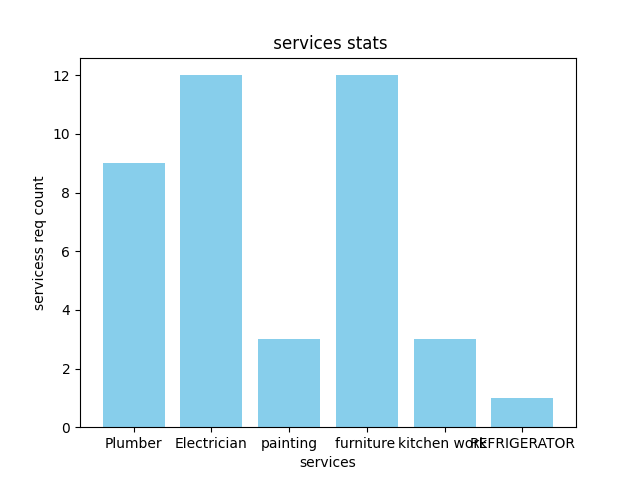 services stats
servicess req count
12
10
8
6
4
2
0
Plumber Electrician painting furniture kitchen work REFRIGERATOR
services